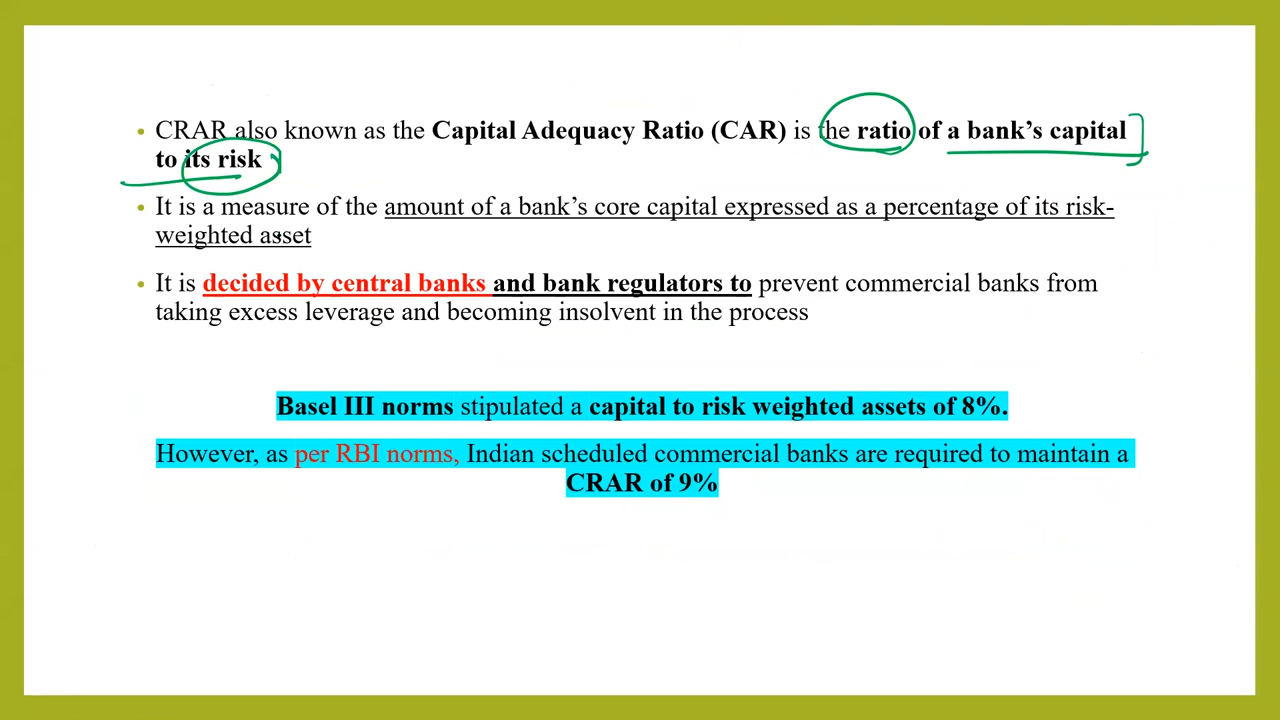 • CRAR also known as the Capital Adequacy Ratio (CAR) is the ratio of a bank's capital
to its risk
• It is a measure of the amount of a bank's core capital expressed as a percentage of its risk-
weighted asset
• It is decided by central banks and bank regulators to prevent commercial banks from
taking excess leverage and becoming insolvent in the process
Basel III norms stipulated a capital to risk weighted assets of 8%.
However, as per RBI norms, Indian scheduled commercial banks are required to maintain a
CRAR of 9%